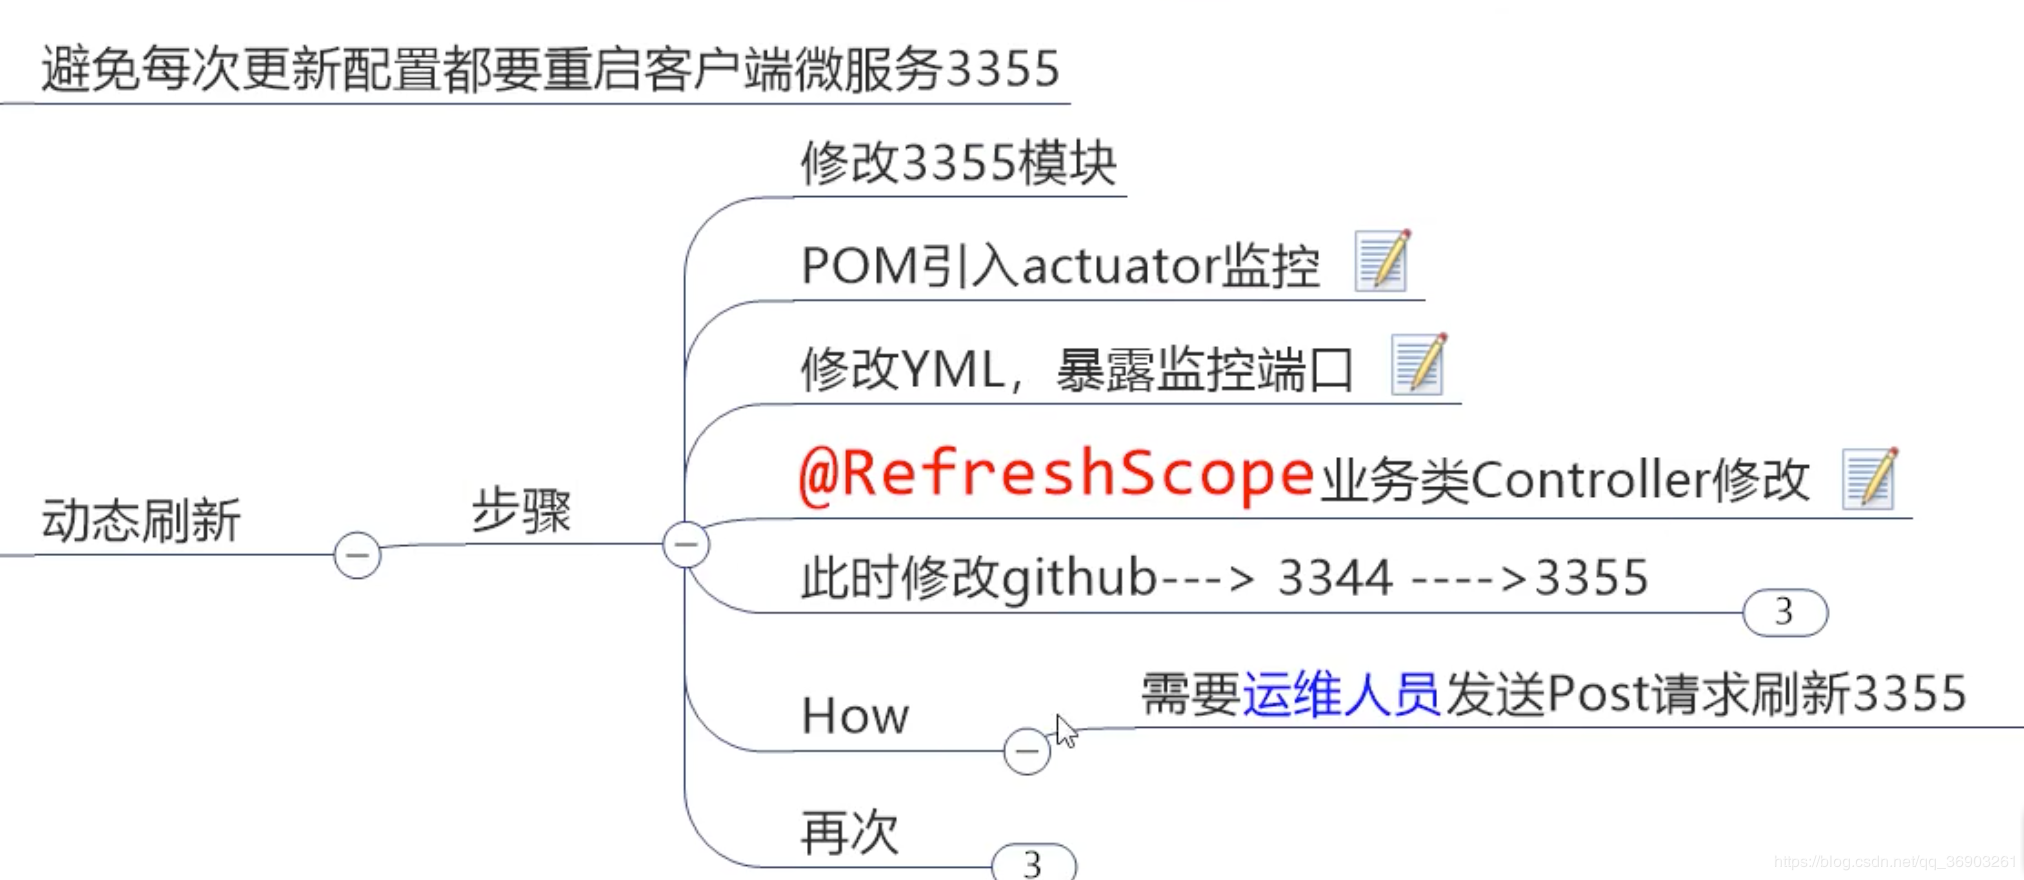 避免每次更新配置都要重启客户端微服务3355
修改3355模块
POM引入actuator监控
修改YML，暴露监控端口
@RefreshScope业务类Controller修改
动态刷新
步骤
此时修改github---> 3344 ---->3355
3
How
需要运维人员发送Post请求刷新3355
再次
3
https://blog.csdn.net/qq_36903261